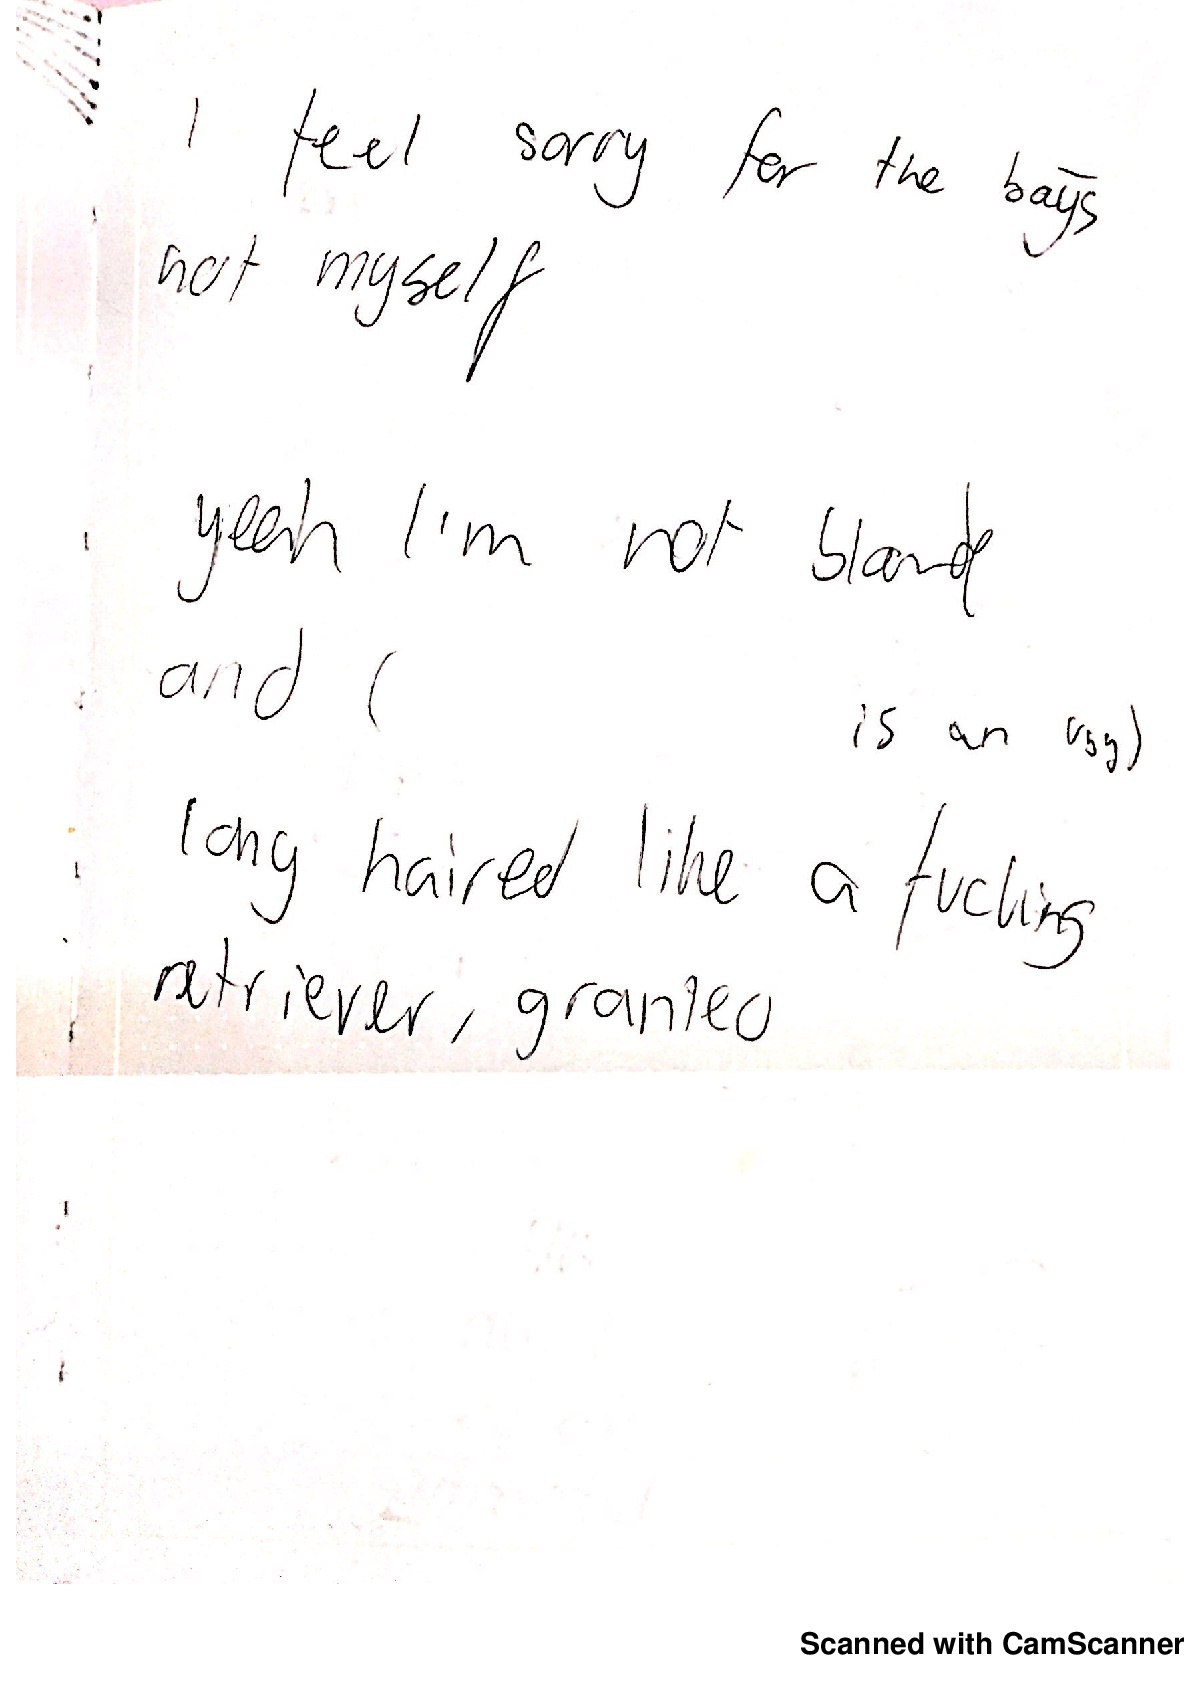 I feel sorry for the boys
not myself
yeah I'm not blonde
and (
is an
long haired like a fucking
retriever, granted
Scanned with CamScanner